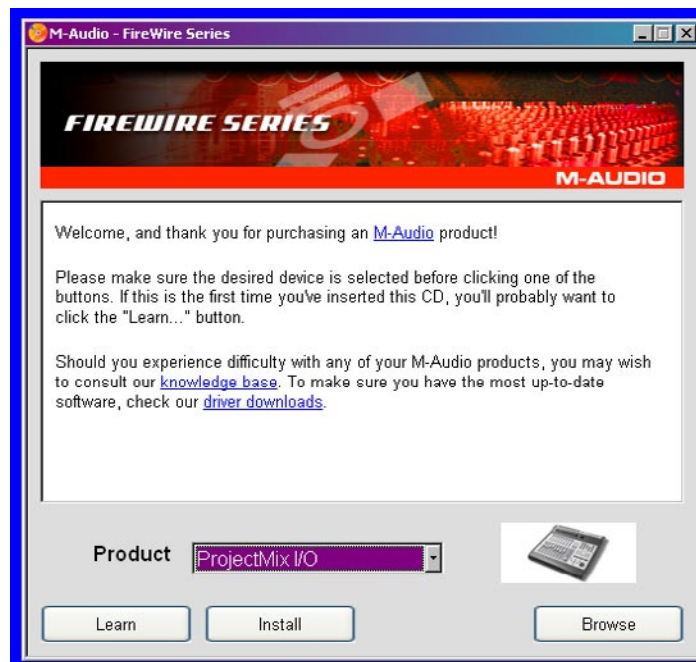 M-Audio - FireWire Series
FIREWIRE SERIES
M-AUDIO
Welcome, and thank you for purchasing an M-Audio product!
Please make sure the desired device is selected before clicking one of the
buttons. If this is the first time you've inserted this CD, you'll probably want to
click the "Learn..." button.
Should you experience difficulty with any of your M-Audio products, you may wish
to consult our knowledge base. To make sure you have the most up-to-date
software, check our driver downloads.
Product ProjectMix I/O
Learn Install Browse